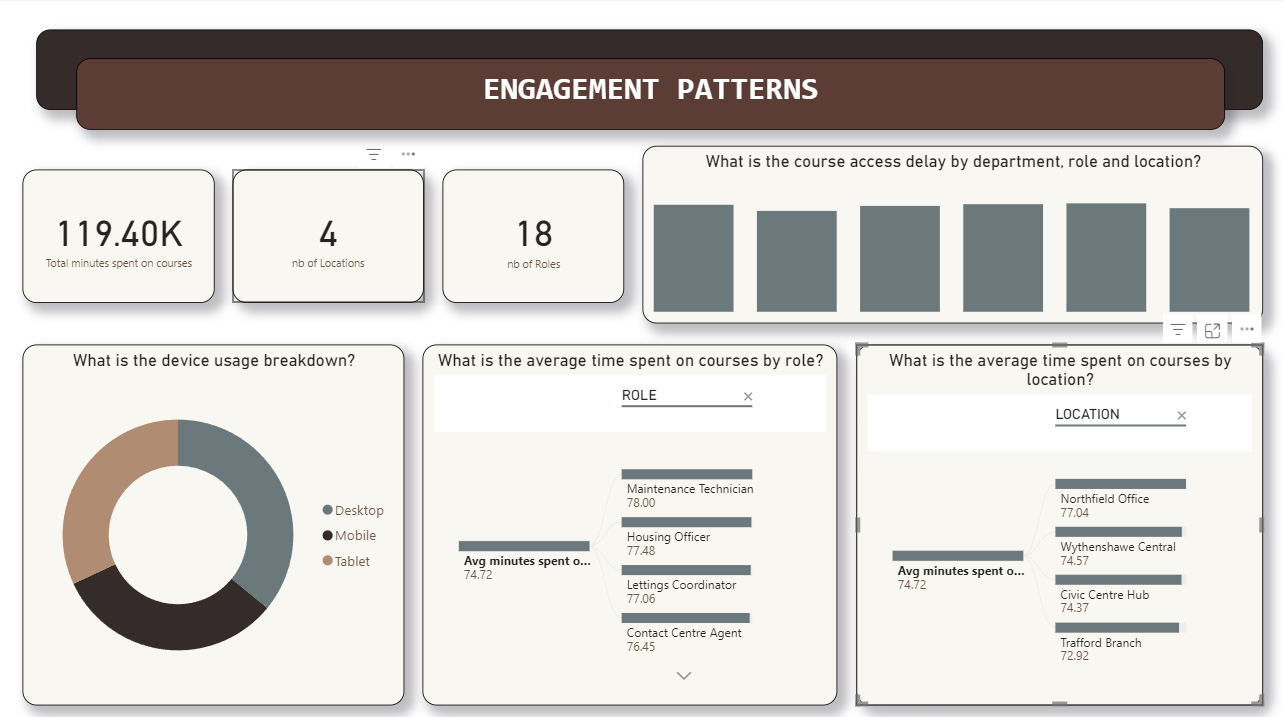 ENGAGEMENT PATTERNS
119.40K
Total minutes spent on courses
4
nb of Locations
18
nb of Roles
What is the course access delay by department, role and location?
What is the device usage breakdown?
Desktop
Mobile
Tablet
What is the average time spent on courses by role?
ROLE
Avg minutes spent o...
74.72
Maintenance Technician
78.00
Housing Officer
77.48
Lettings Coordinator
77.06
Contact Centre Agent
76.45
What is the average time spent on courses by
location?
LOCATION
Avg minutes spent o...
74.72
Northfield Office
77.04
Wythenshawe Central
74.57
Civic Centre Hub
74.37
Trafford Branch
72.92